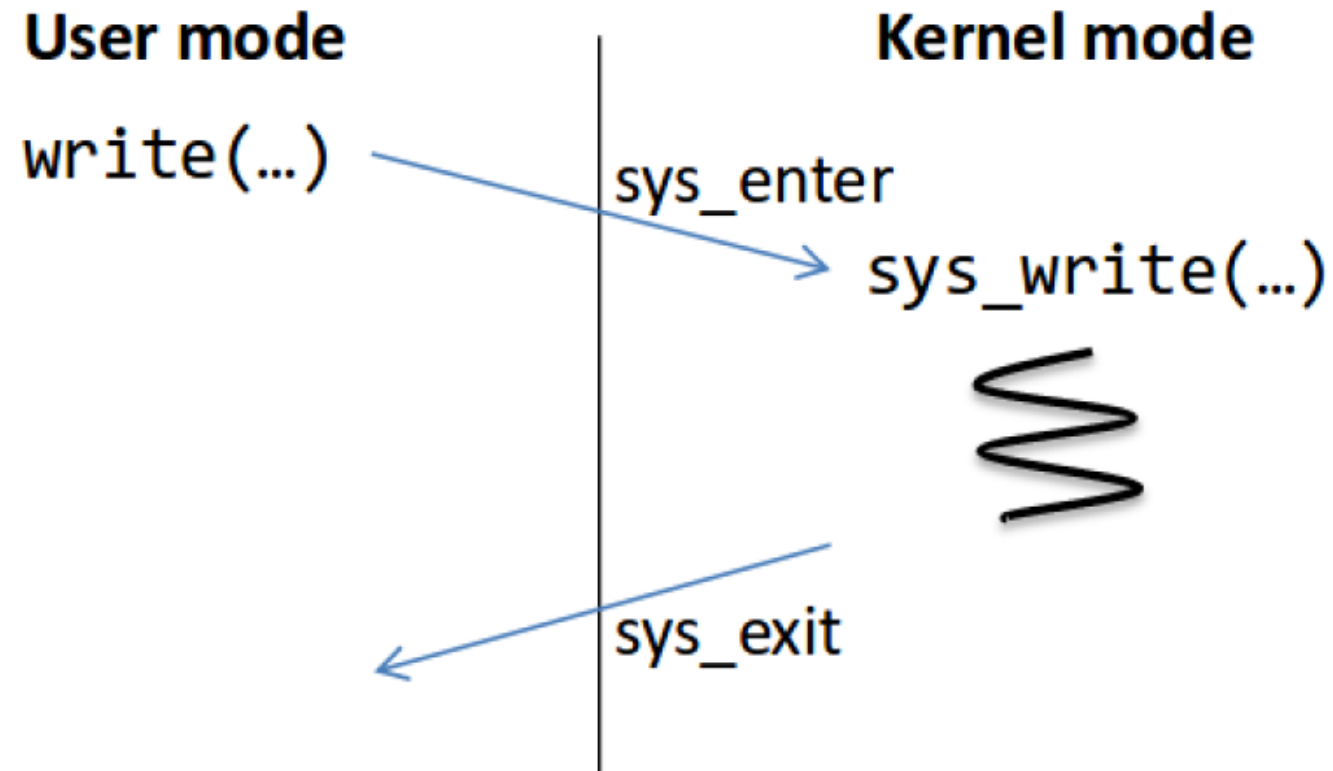 User mode
Kernel mode
write(…)
sys_enter
sys_write(…)
sys_exit